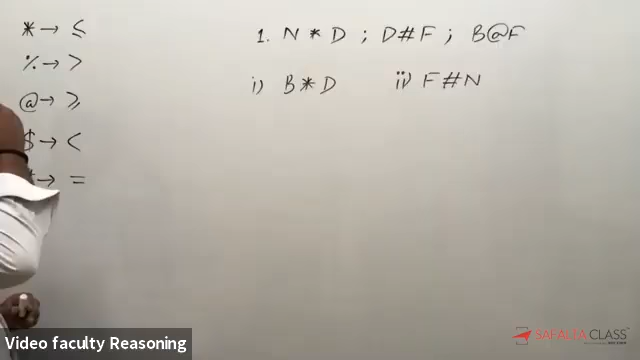 * → ≤
% → >
@ → ≥
$ → <
→ =
1. N * D ; D # F ; B @ F
i) B * D ii) F # N
SAFALTA CLASS
Video faculty Reasoning